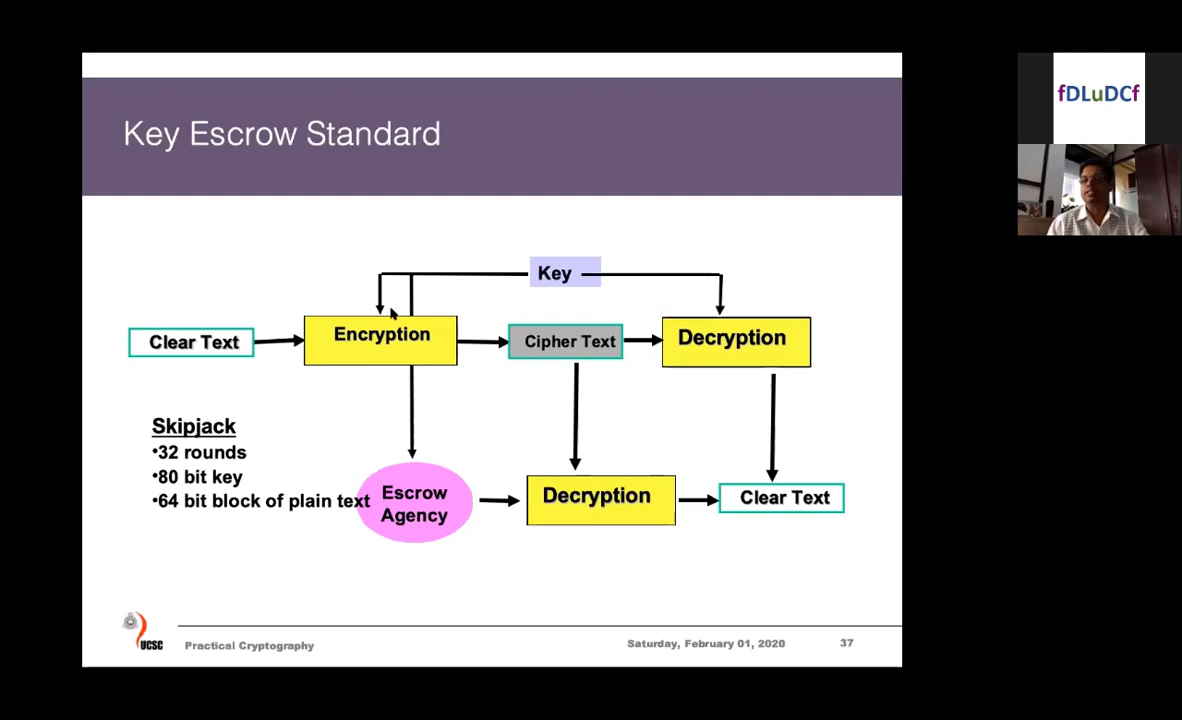 Key Escrow Standard
fDLuDCf
Key
Clear Text
Encryption
Cipher Text
Decryption
Skipjack
•32 rounds
•80 bit key
•64 bit block of plain text
Escrow
Agency
Decryption
Clear Text
UCSC
Practical Cryptography
Saturday, February 01, 2020
37